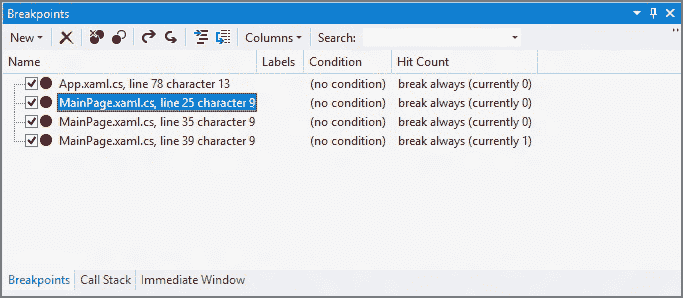 Breakpoints
New Columns Search:
Name Labels Condition Hit Count
App.xaml.cs, line 78 character 13 (no condition) break always (currently 0)
MainPage.xaml.cs, line 25 character 9 (no condition) break always (currently 0)
MainPage.xaml.cs, line 35 character 9 (no condition) break always (currently 0)
MainPage.xaml.cs, line 39 character 9 (no condition) break always (currently 1)
Breakpoints Call Stack Immediate Window